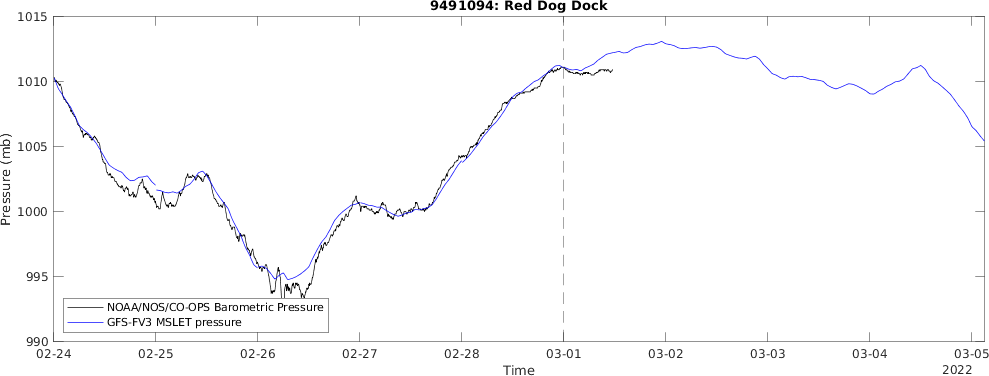 9491094: Red Dog Dock
1015
1010
1005
1000
995
990
Pressure (mb)
NOAA/NOS/CO-OPS Barometric Pressure
GFS-FV3 MSLET pressure
02-24 02-25 02-26 02-27 02-28 03-01 03-02 03-03 03-04 03-05
Time
2022